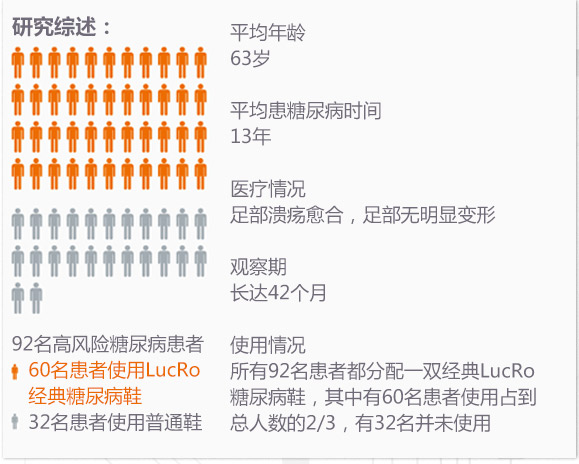 研究综述：
92名高风险糖尿病患者
60名患者使用LucRo
经典糖尿病鞋
32名患者使用普通鞋
平均年龄
63岁
平均患糖尿病时间
13年
医疗情况
足部溃疡愈合，足部无明显变形
观察期
长达42个月
使用情况
所有92名患者都分配一双经典LucRo
糖尿病鞋，其中有60名患者使用占到
总人数的2/3，有32名并未使用